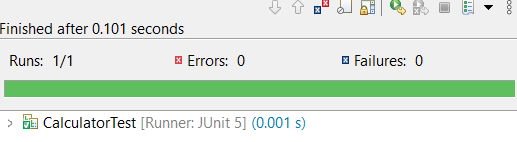 Finished after 0.101 seconds
Runs: 1/1 Errors: 0 Failures: 0
CalculatorTest [Runner: JUnit 5] (0.001 s)